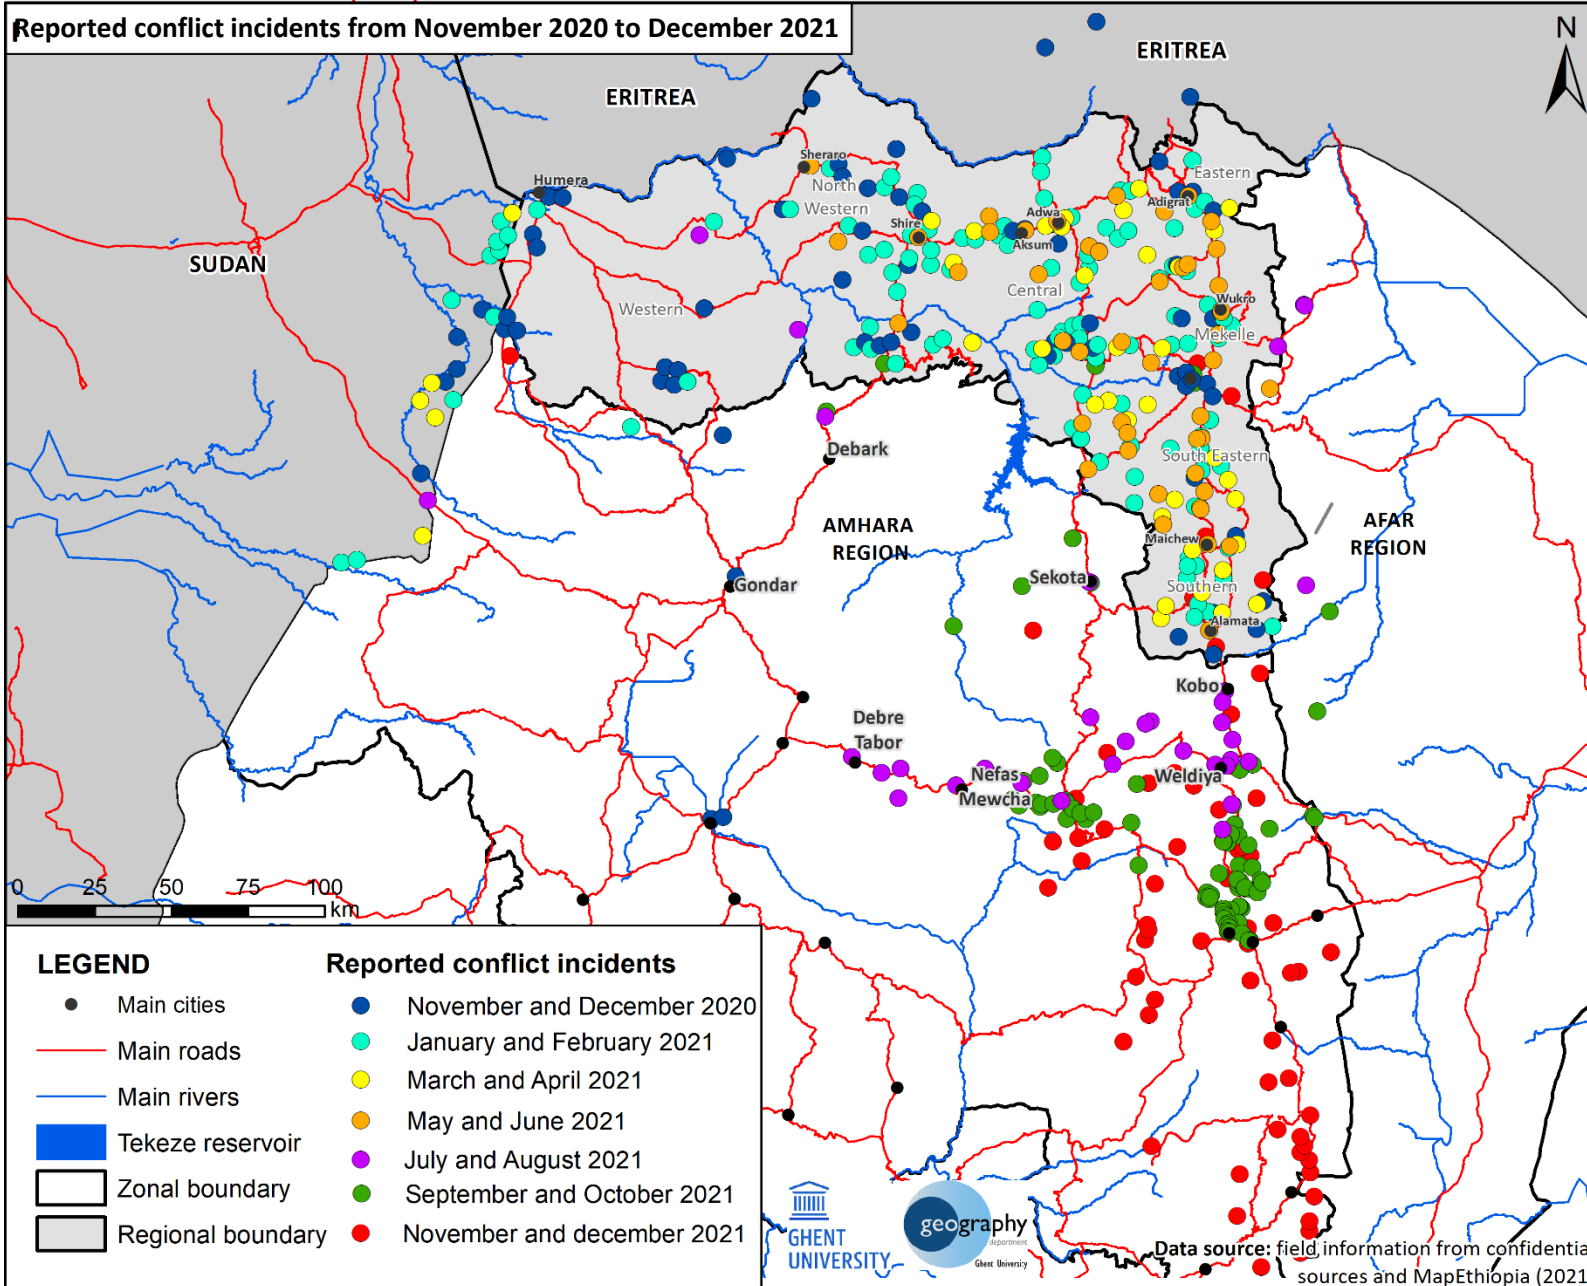 Reported conflict incidents from November 2020 to December 2021
N
ERITREA
ERITREA
SUDAN
Humera
Sheraro
North
Western
Shire
Adwa
Aksum
Adigrat
Eastern
Central
Western
Wukro
Mekelle
South Eastern
Debark
AMHARA
REGION
AFAR
REGION
Maichew
Sekota
Southern
Gondar
Alamata
Kobo
Debre
Tabor
Nefas
Mewcha
Weldiya
0 25 50 75 100
km
LEGEND
Main cities
Main roads
Main rivers
Tekeze reservoir
Zonal boundary
Regional boundary
Reported conflict incidents
November and December 2020
January and February 2021
March and April 2021
May and June 2021
July and August 2021
September and October 2021
November and december 2021
GHENT
UNIVERSITY
geography
department
Ghent University
Data source: field information from confidentia
sources and MapEthiopia (2021